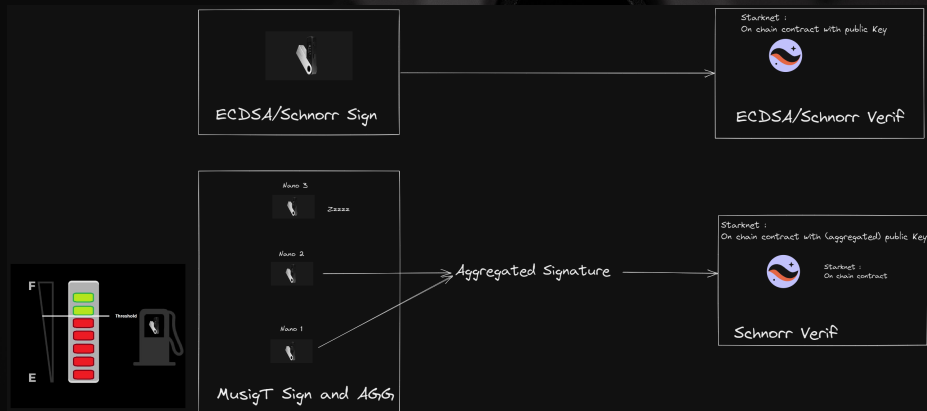 Starknet :
On chain contract with public Key
ECDSA/Schnorr Sign
ECDSA/Schnorr Verif
Nano 3
Zzzzz
Nano 2
Aggregated Signature
Nano 1
MusigT Sign and AGG
Starknet :
On chain contract with (aggregated) public Key
Starknet :
On chain contract
Schnorr Verif
F
Threshold
E